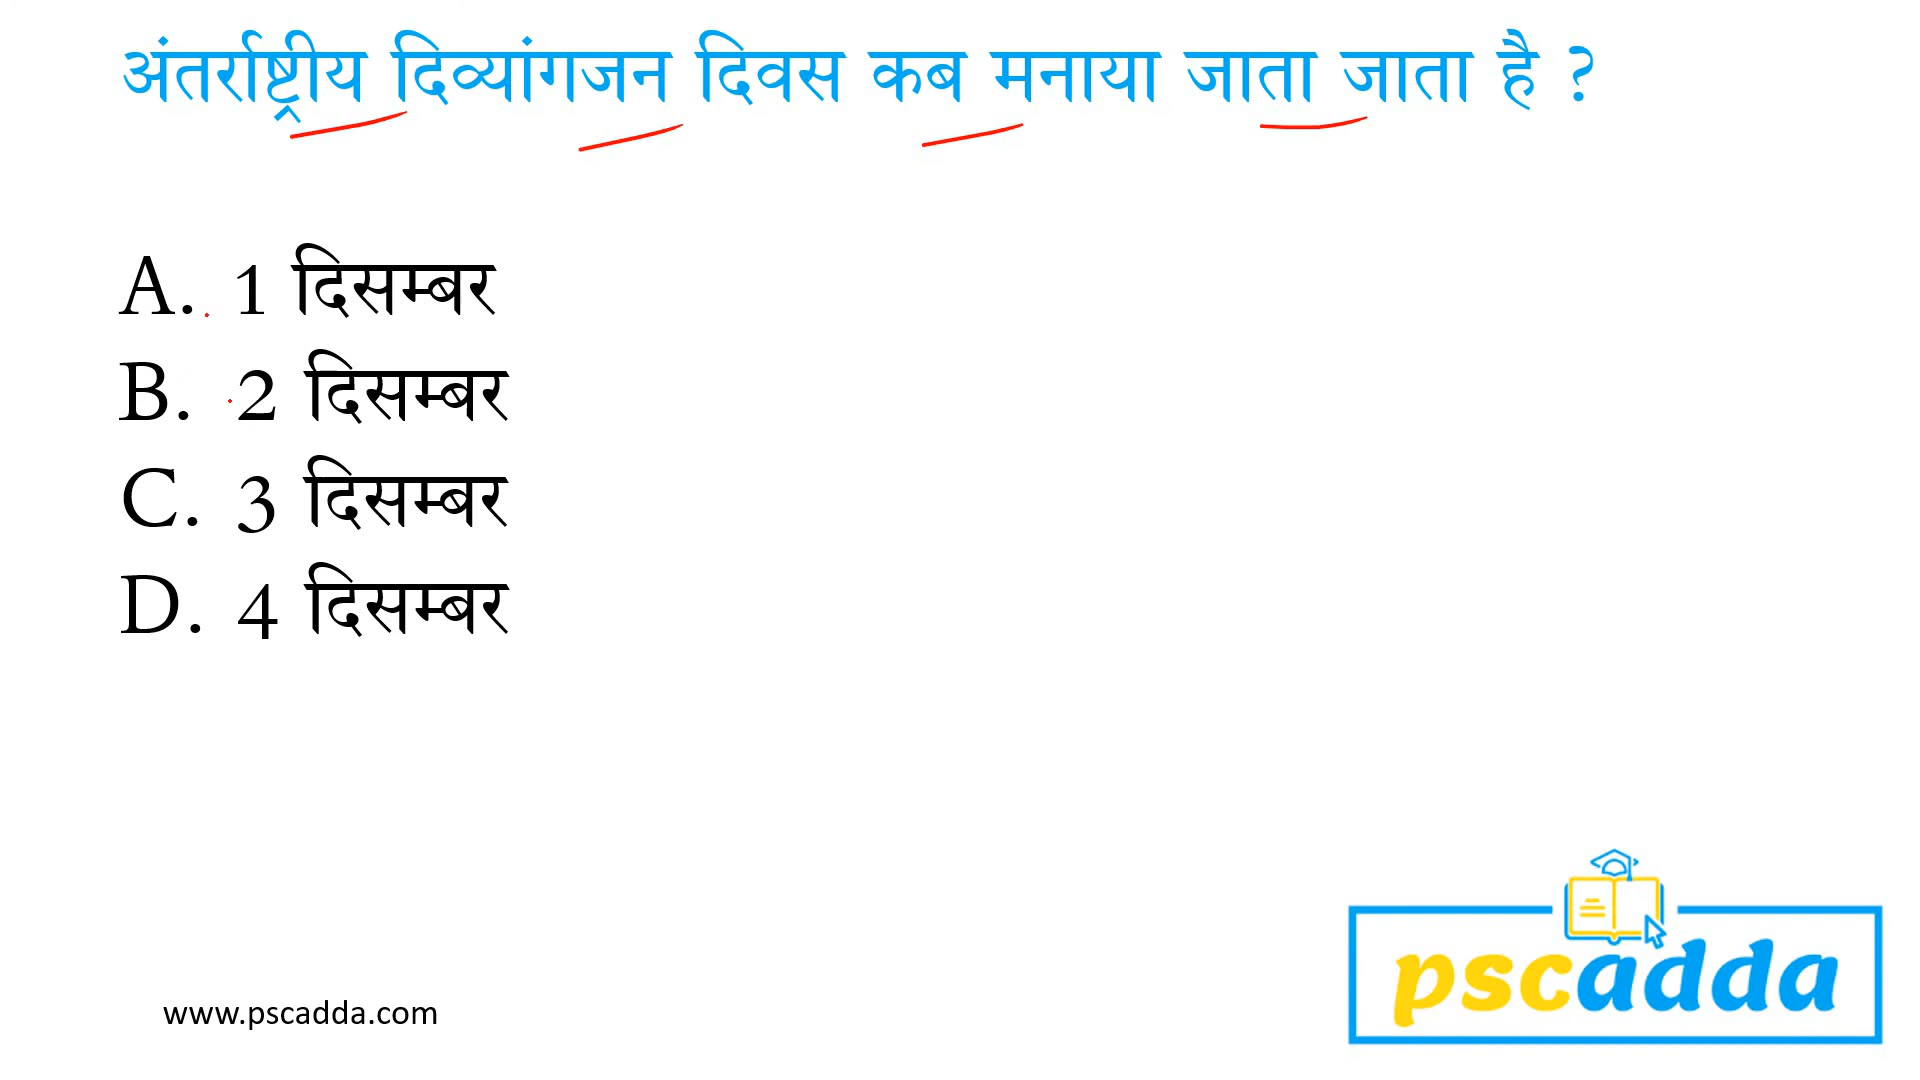 अंतर्राष्ट्रीय दिव्यांगजन दिवस कब मनाया जाता जाता है ?
A. 1 दिसम्बर
B. 2 दिसम्बर
C. 3 दिसम्बर
D. 4 दिसम्बर
pscadda
www.pscadda.com